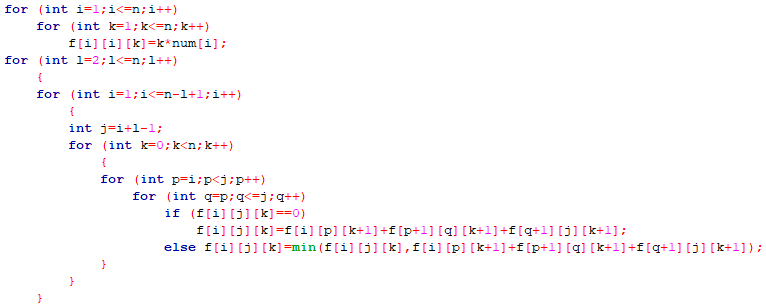 for (int i=1;i<=n;i++)
for (int k=1;k<=n;k++)
f[i][i][k]=k*num[i];
for (int l=2;l<=n;l++)
{
for (int i=1;i<=n-l+1;i++)
{
int j=i+l-1;
for (int k=0;k<n;k++)
{
for (int p=i;p<j;p++)
for (int q=p;q<=j;q++)
if (f[i][j][k]==0)
f[i][j][k]=f[i][p][k+1]+f[p+1][q][k+1]+f[q+1][j][k+1];
else f[i][j][k]=min(f[i][j][k],f[i][p][k+1]+f[p+1][q][k+1]+f[q+1][j][k+1]);
}
}
}